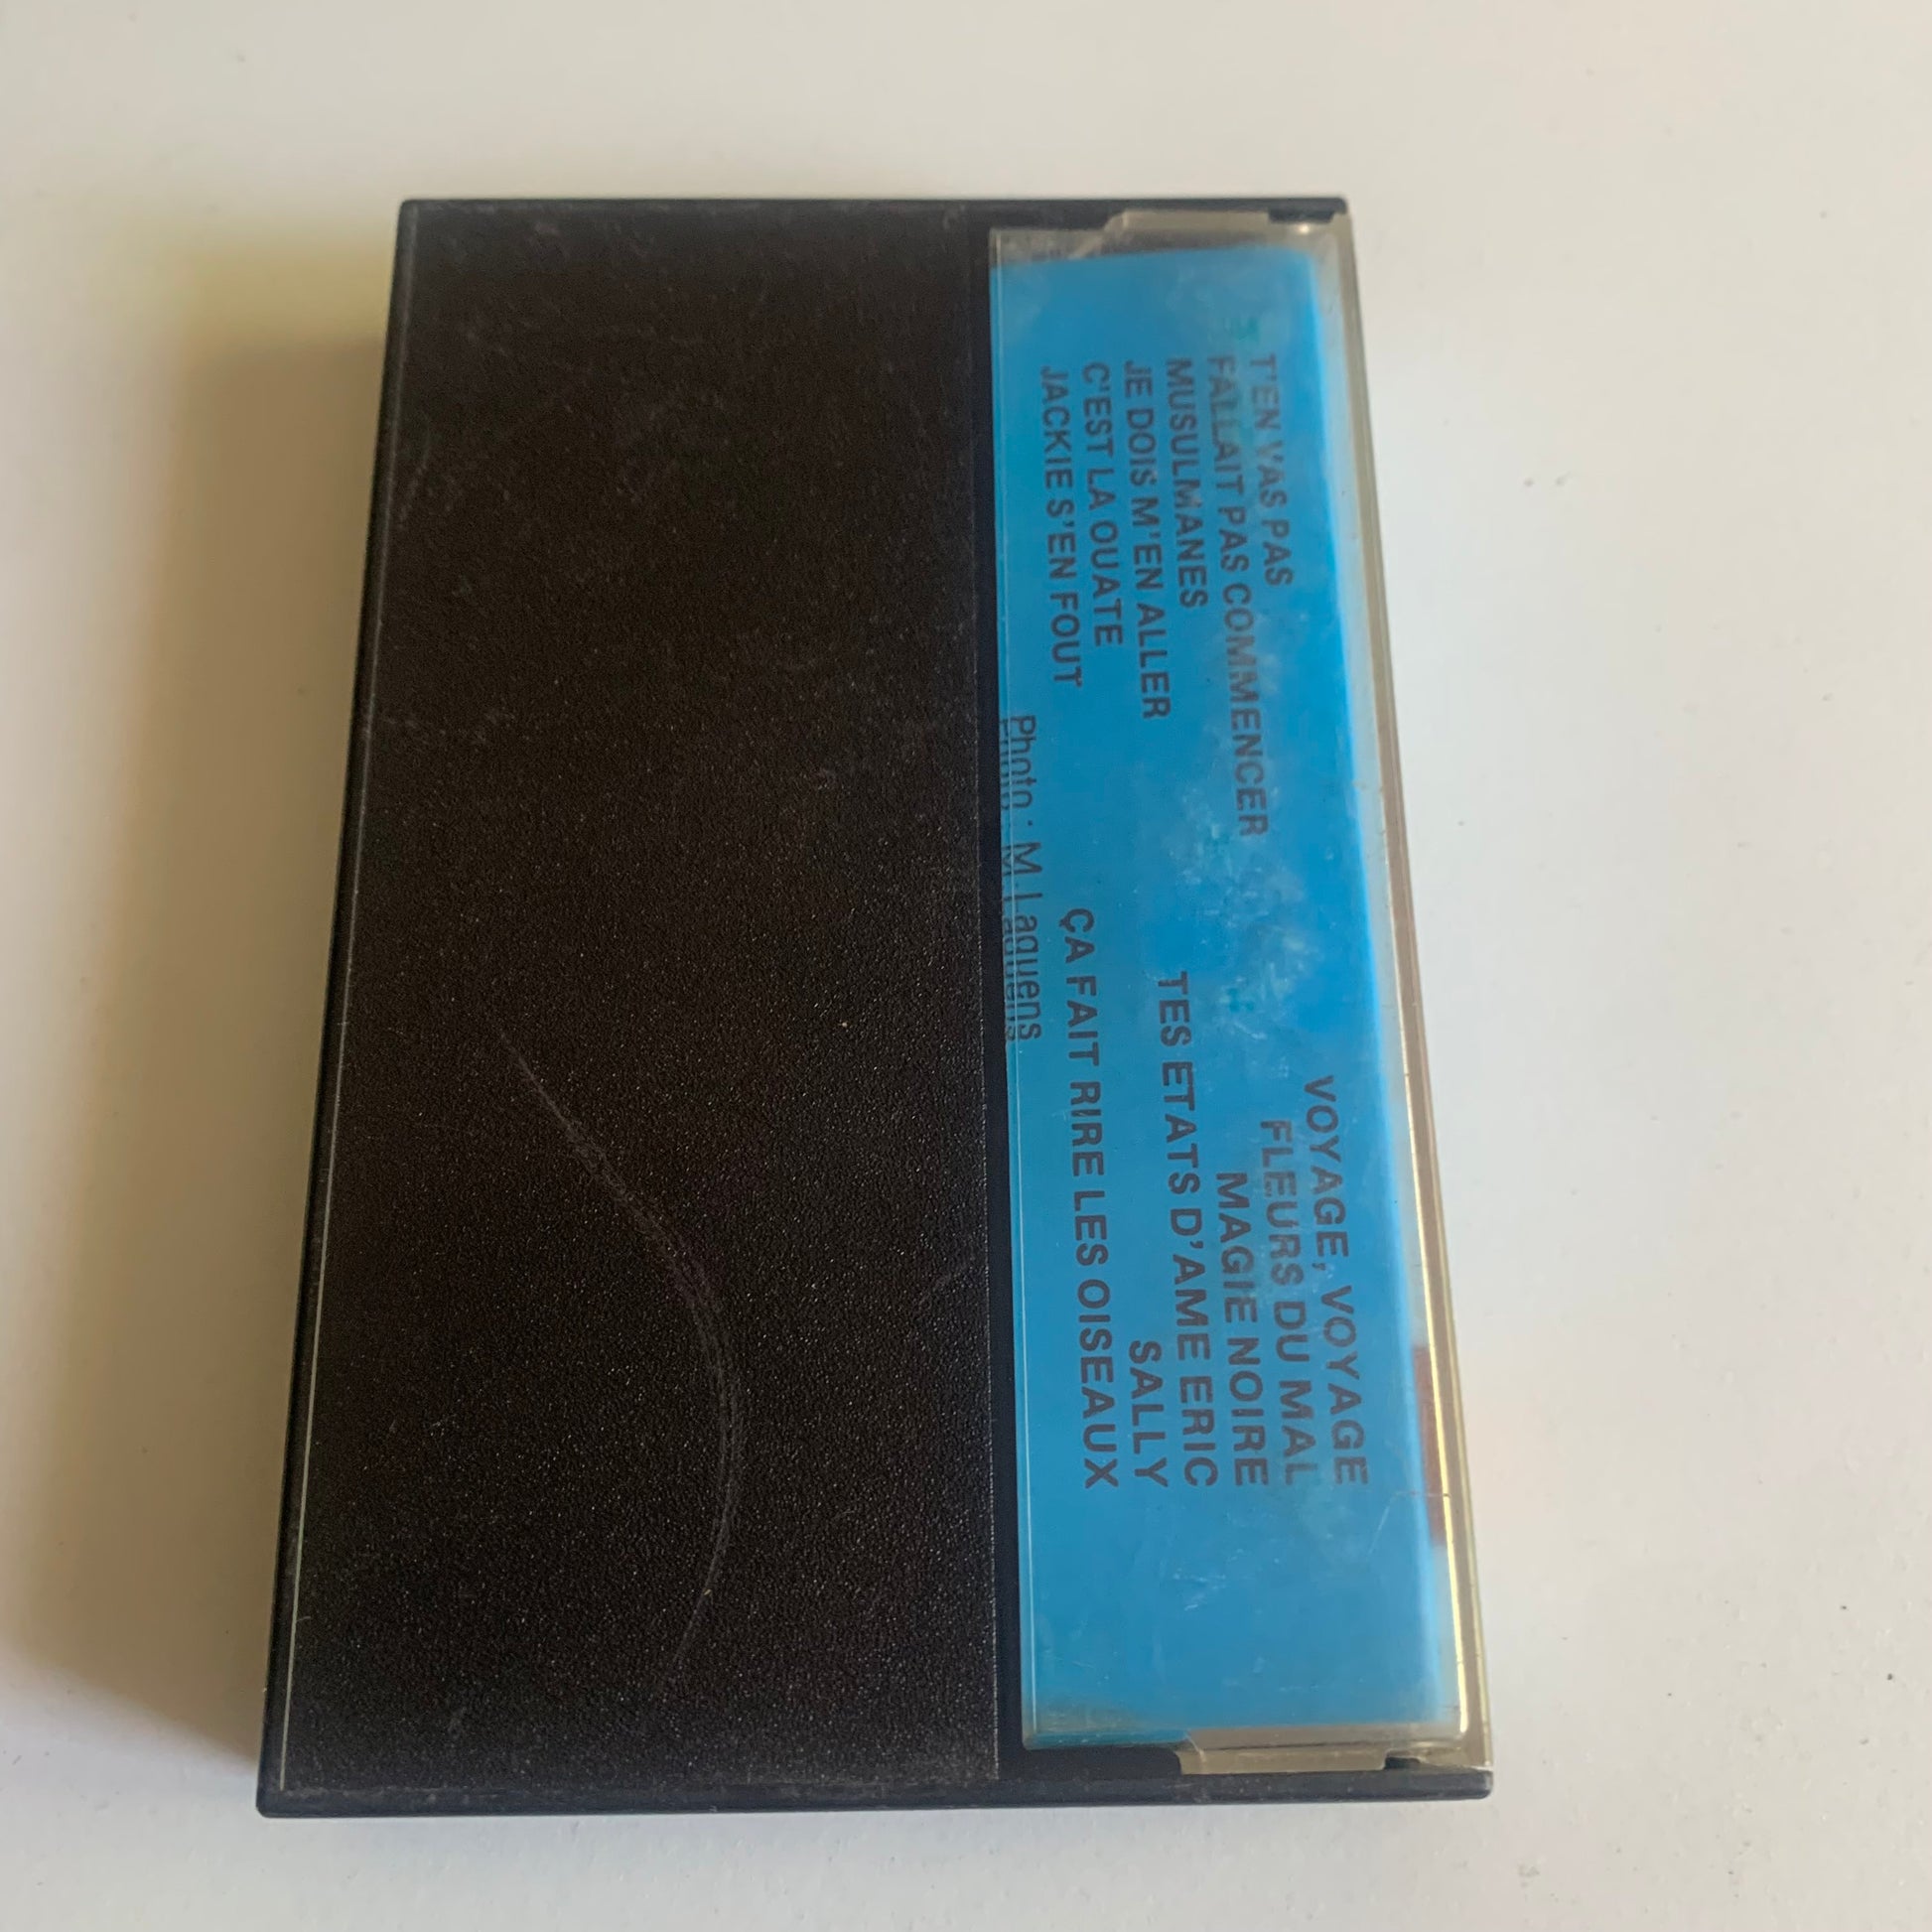 T'EN VAS PAS
FALLAIT PAS COMMENCER
MUSULMANES
JE DOIS M'EN ALLER
C'EST LA OUATE
JACKIE S'EN FOUT
VOYAGE, VOYAGE
FLEURS DU MAL
MAGIE NOIRE
TES ETATS D'AME ERIC
SALLY
ÇA FAIT RIRE LES OISEAUX
Photo : M. Laguens